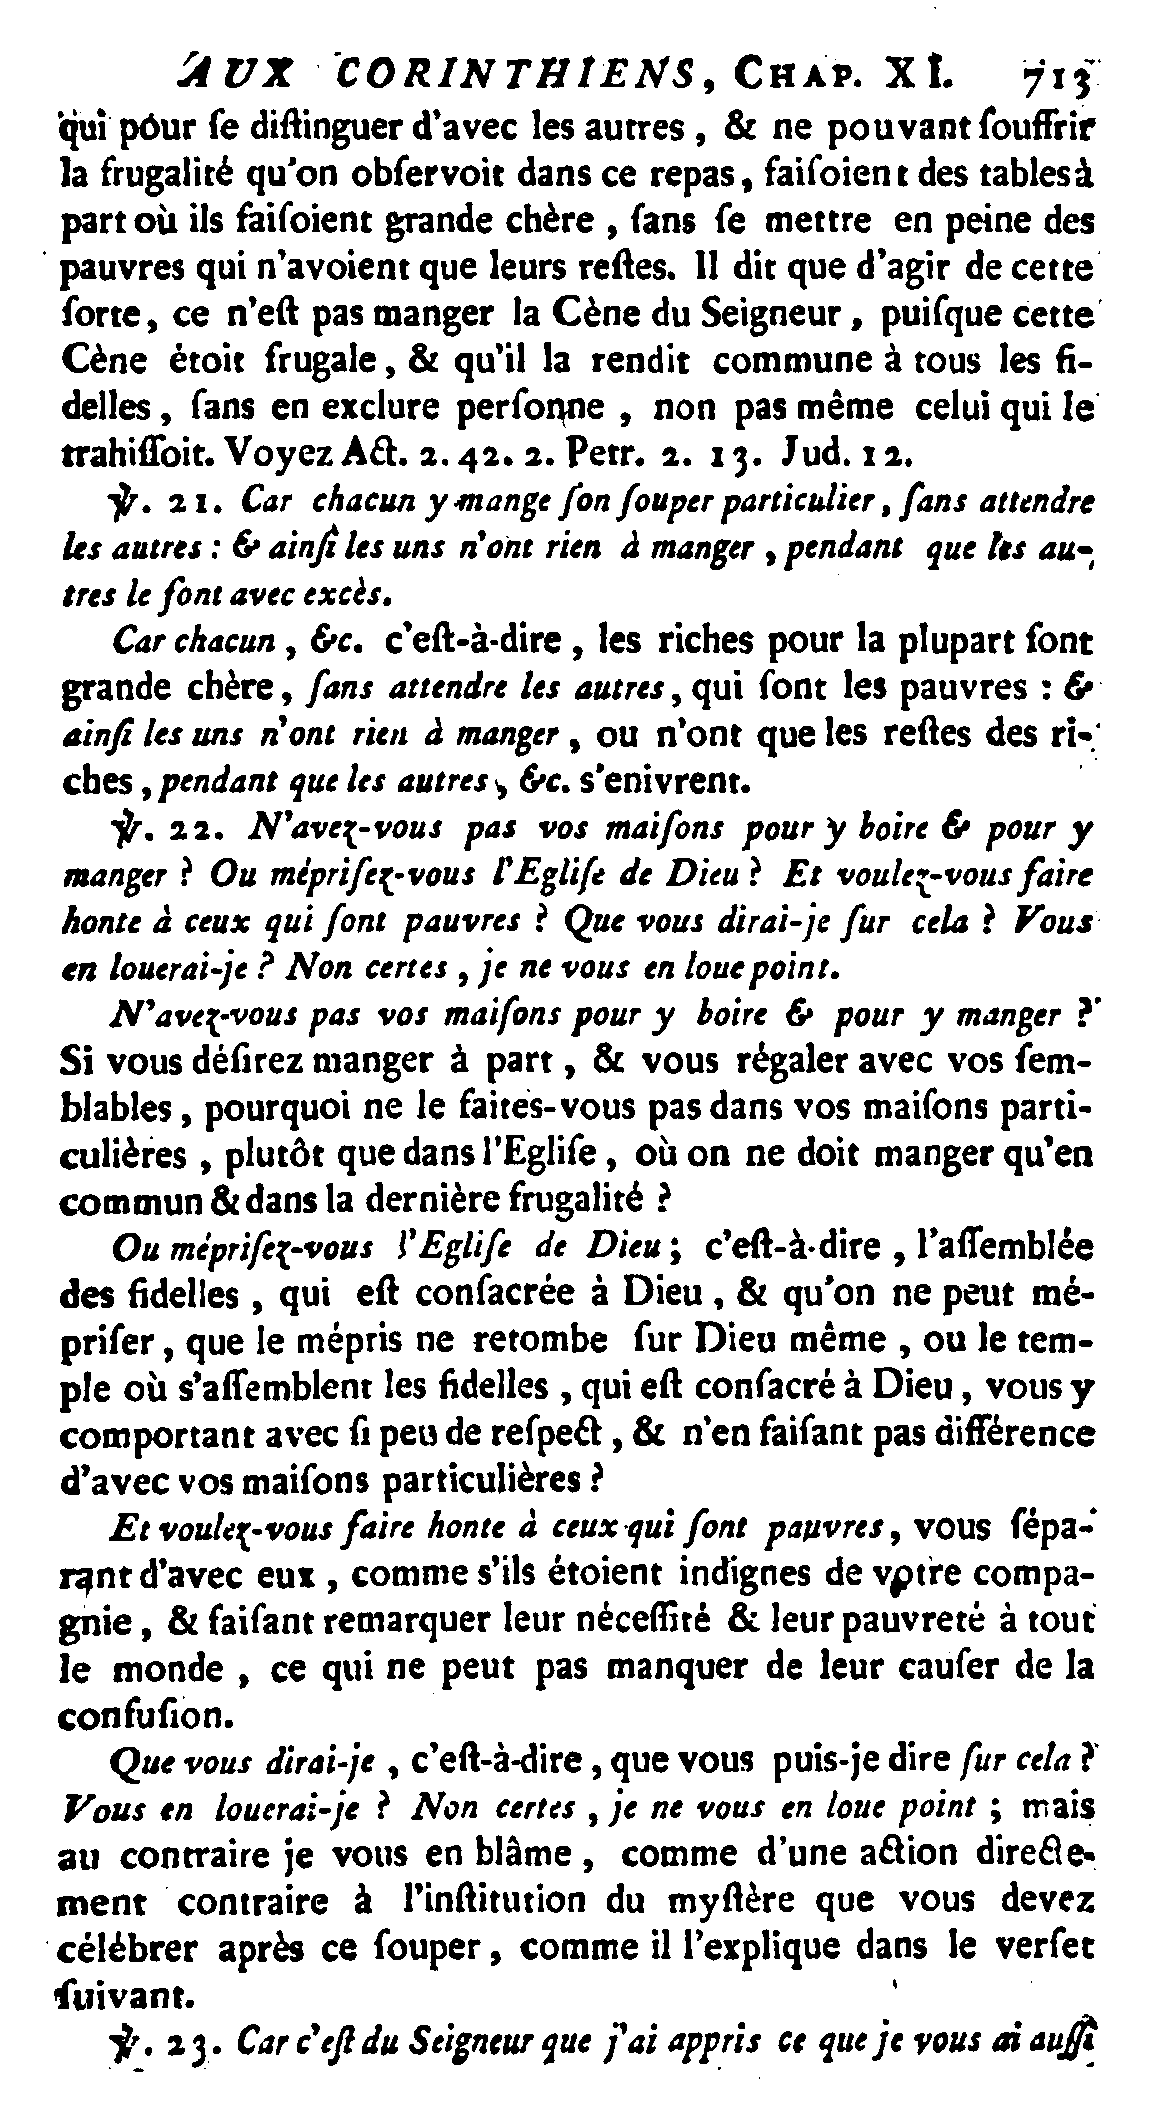 AUX CORINTHIENS, CHAP. XI. 713
qui pour ſe diſtinguer d'avec les autres, & ne pouvant ſouffrir
la frugalité qu'on obſervoit dans ce repas, faiſoient des tables à
part où ils faiſoient grande chère, ſans ſe mettre en peine des
pauvres qui n'avoient que leurs reſtes. Il dit que d'agir de cette
ſorte, ce n'eſt pas manger la Cène du Seigneur, puiſque cette
Cène étoit frugale, & qu'il la rendit commune à tous les fi-
delles, ſans en exclure perſonne, non pas même celui qui le
trahiſſoit. Voyez Act. 2. 42. 2. Petr. 2. 13. Jud. 12.
℣. 21. Car chacun y mange ſon ſouper particulier, ſans attendre
les autres : & ainſi les uns n'ont rien à manger, pendant que les au-
tres le font avec excès.
Car chacun, &c. c'eſt-à-dire, les riches pour la plupart font
grande chère, ſans attendre les autres, qui ſont les pauvres : &
ainſi les uns n'ont rien à manger, ou n'ont que les reſtes des ri-
ches, pendant que les autres, &c. s'enivrent.
℣. 22. N'avez-vous pas vos maiſons pour y boire & pour y
manger ? Ou mépriſez-vous l'Egliſe de Dieu ? Et voulez-vous faire
honte à ceux qui ſont pauvres ? Que vous dirai-je ſur cela ? Vous
en louerai-je ? Non certes, je ne vous en loue point.
N'avez-vous pas vos maiſons pour y boire & pour y manger ?
Si vous déſirez manger à part, & vous régaler avec vos ſem-
blables, pourquoi ne le faites-vous pas dans vos maiſons parti-
culières, plutôt que dans l'Egliſe, où on ne doit manger qu'en
commun & dans la dernière frugalité ?
Ou mépriſez-vous l'Egliſe de Dieu ; c'eſt-à-dire, l'aſſemblée
des fidelles, qui eſt conſacrée à Dieu, & qu'on ne peut mé-
priſer, que le mépris ne retombe ſur Dieu même, ou le tem-
ple où s'aſſemblent les fidelles, qui eſt conſacré à Dieu, vous y
comportant avec ſi peu de reſpect, & n'en faiſant pas différence
d'avec vos maiſons particulières ?
Et voulez-vous faire honte à ceux qui ſont pauvres, vous ſépa-
rant d'avec eux, comme s'ils étoient indignes de votre compa-
gnie, & faiſant remarquer leur néceſſité & leur pauvreté à tout
le monde, ce qui ne peut pas manquer de leur cauſer de la
confuſion.
Que vous dirai-je, c'eſt-à-dire, que vous puis-je dire ſur cela ?
Vous en louerai-je ? Non certes, je ne vous en loue point ; mais
au contraire je vous en blâme, comme d'une action directe-
ment contraire à l'inſtitution du myſtère que vous devez
célébrer après ce ſouper, comme il l'explique dans le verſet
ſuivant.
℣. 23. Car c'eſt du Seigneur que j'ai appris ce que je vous ai auſſi